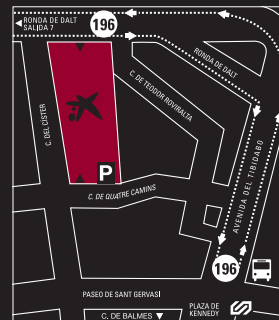 RONDA DE DALT
SALIDA 7
196
RONDA DE DALT
C. DE TEODOR ROVIRALTA
C. DEL CÍSTER
AVENIDA DEL TIBIDABO
P
C. DE QUATRE CAMINS
196
PASEO DE SANT GERVASI
PLAZA DE
KENNEDY
C. DE BALMES